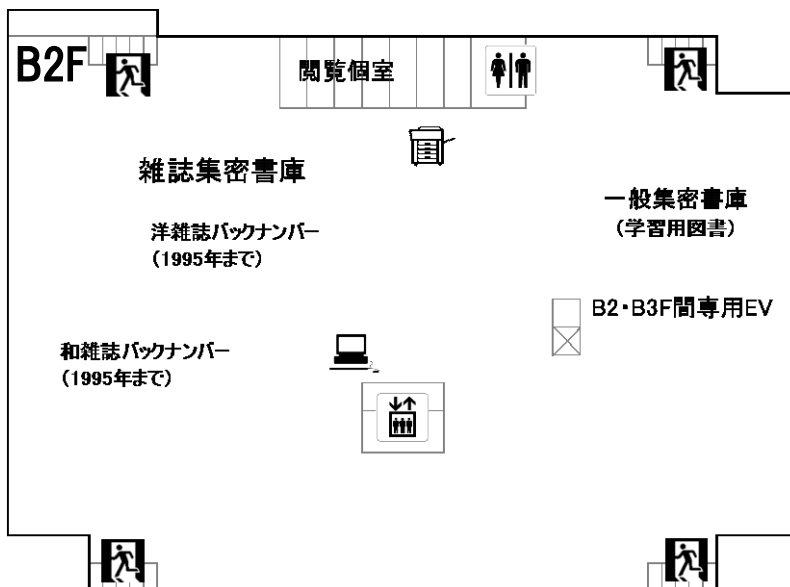 B2F
閲覧個室
雑誌集密書庫
一般集密書庫
(学習用図書)
洋雑誌バックナンバー
(1995年まで)
B2・B3F間専用EV
和雑誌バックナンバー
(1995年まで)